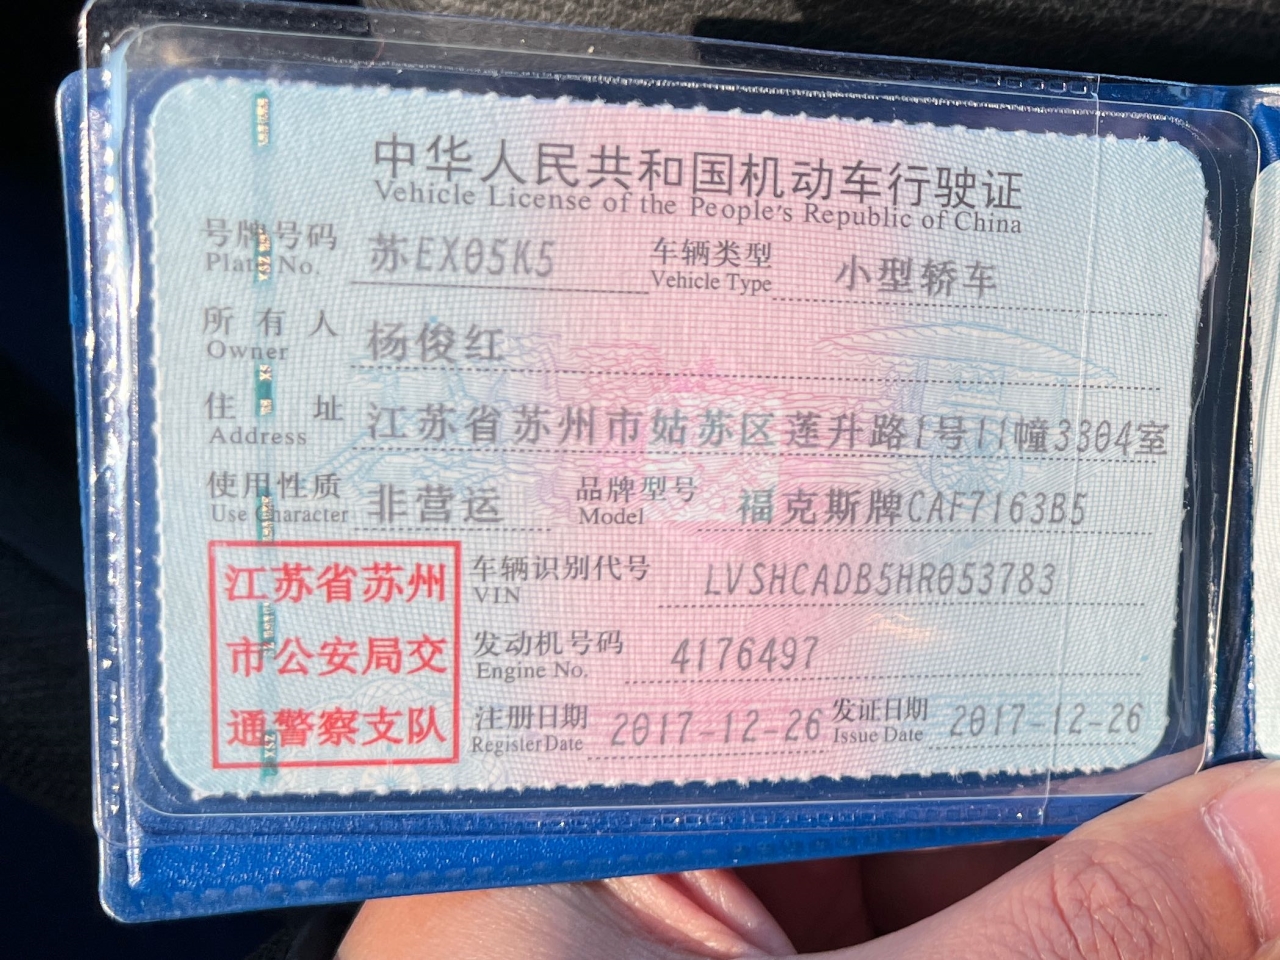 中华人民共和国机动车行驶证
Vehicle License of the People's Republic of China
号牌号码 苏EX05K5 车辆类型 小型轿车
Plate No. Vehicle Type
所有人 杨俊红
Owner
住址 江苏省苏州市姑苏区莲升路1号11幢3304室
Address
使用性质 非营运 品牌型号 福克斯牌CAF7163B5
Use Character Model
江苏省苏州
市公安局交
通警察支队
车辆识别代号 LVSHCADB5HR053783
VIN
发动机号码 4176497
Engine No.
注册日期 2017-12-26 发证日期 2017-12-26
Register Date Issue Date